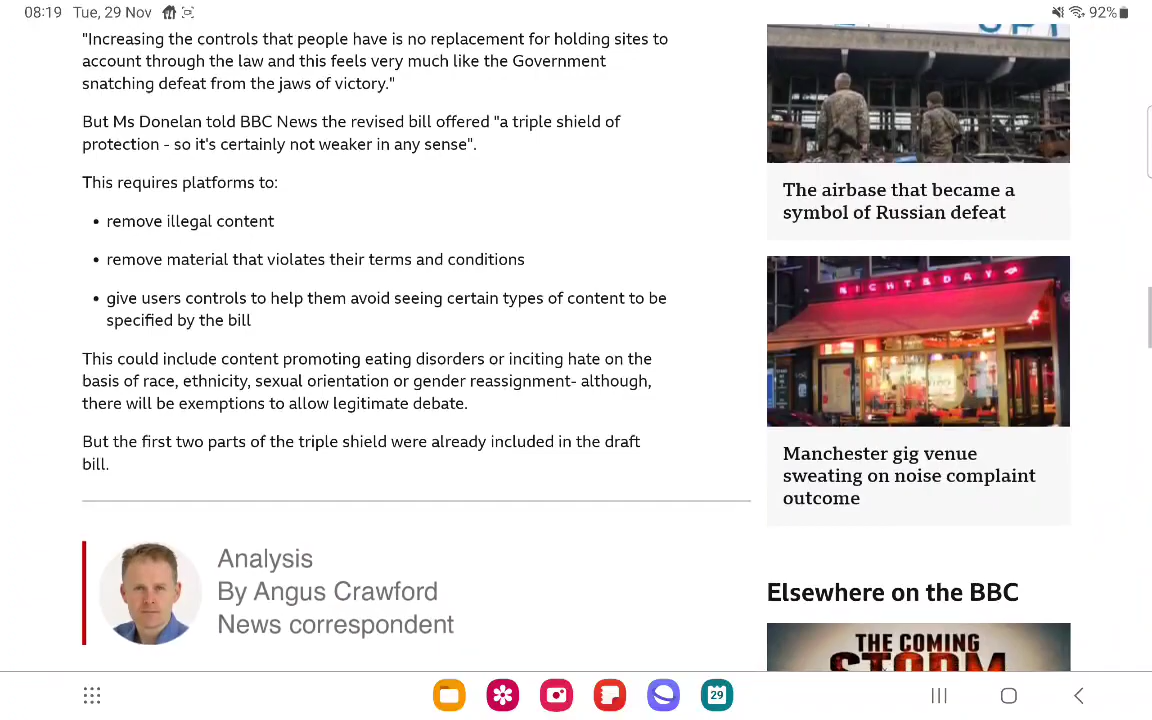 08:19 Tue, 29 Nov
92%
"Increasing the controls that people have is no replacement for holding sites to
account through the law and this feels very much like the Government
snatching defeat from the jaws of victory."
But Ms Donelan told BBC News the revised bill offered "a triple shield of
protection - so it's certainly not weaker in any sense".
This requires platforms to:
• remove illegal content
• remove material that violates their terms and conditions
• give users controls to help them avoid seeing certain types of content to be
specified by the bill
This could include content promoting eating disorders or inciting hate on the
basis of race, ethnicity, sexual orientation or gender reassignment- although,
there will be exemptions to allow legitimate debate.
But the first two parts of the triple shield were already included in the draft
bill.
Analysis
By Angus Crawford
News correspondent
The airbase that became a
symbol of Russian defeat
NIGHT & DAY
Manchester gig venue
sweating on noise complaint
outcome
Elsewhere on the BBC
THE COMING
STORM
29